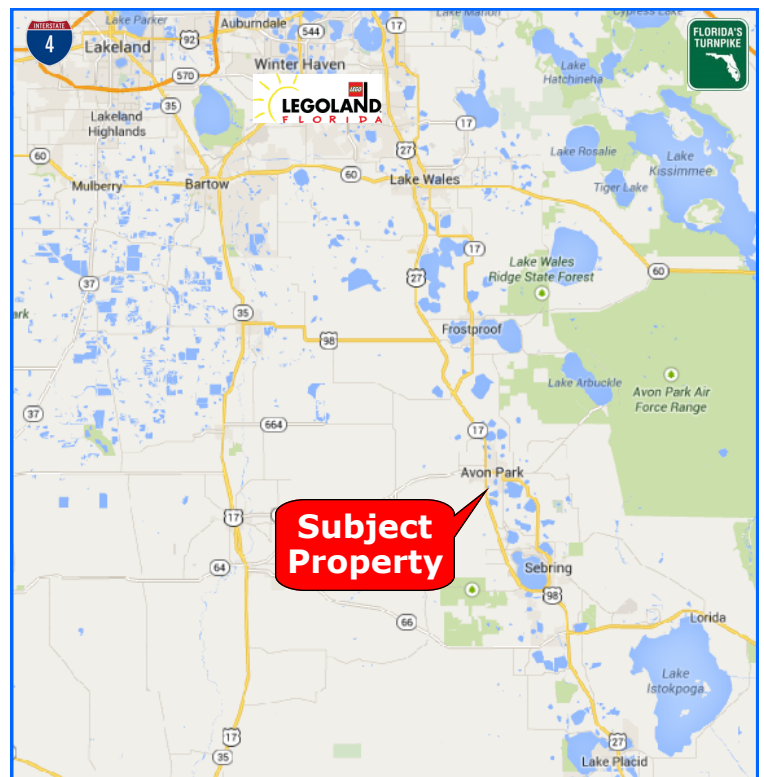 Lake Parker
Auburndale
Lake Marion
Cypress Lake
INTERSTATE
4
92
544
17
FLORIDA'S
TURNPIKE
Lakeland
Winter Haven
Lake
Hatchineha
570
LEGO
LEGOLAND
FLORIDA
35
Lakeland
Highlands
17
60
27
Lake Rosalie
Lake
Kissimmee
Mulberry
Bartow
60
Lake Wales
Tiger Lake
17
Lake Wales
Ridge State Forest
37
27
60
35
ark
Frostproof
98
Lake Arbuckle
Avon Park Air
Force Range
37
664
17
Avon Park
17
Subject
Property
64
Sebring
98
66
Lorida
Lake
Istokpoga
17
27
35
Lake Placid